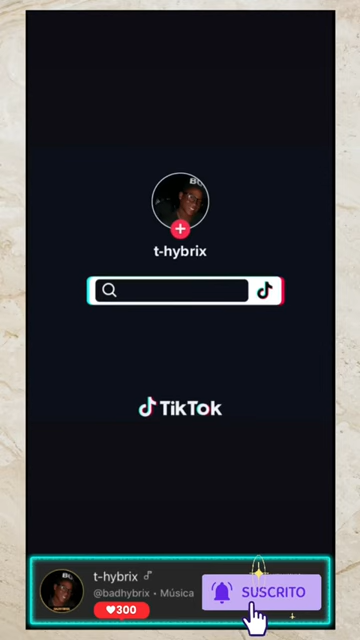 t-hybrix
TikTok
t-hybrix
@badhybrix • Música
300
SUSCRITO